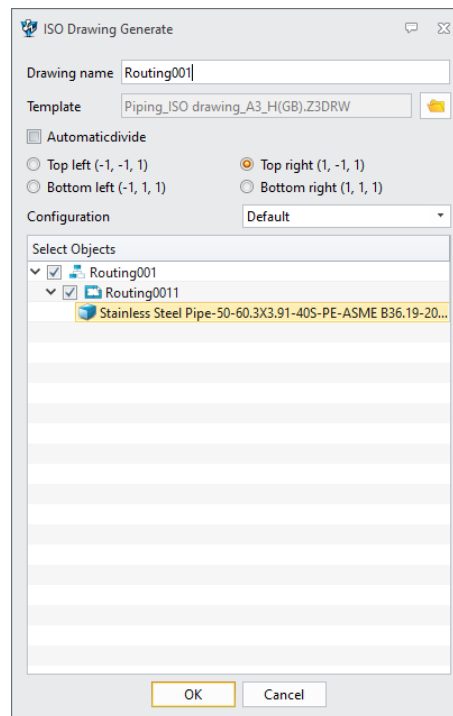 ISO Drawing Generate
Drawing name Routing001
Template Piping_ISO drawing_A3_H(GB).Z3DRW
Automaticdivide
Top left (-1, -1, 1) Top right (1, -1, 1)
Bottom left (-1, 1, 1) Bottom right (1, 1, 1)
Configuration Default
Select Objects
Routing001
Routing0011
Stainless Steel Pipe-50-60.3X3.91-40S-PE-ASME B36.19-20...
OK Cancel